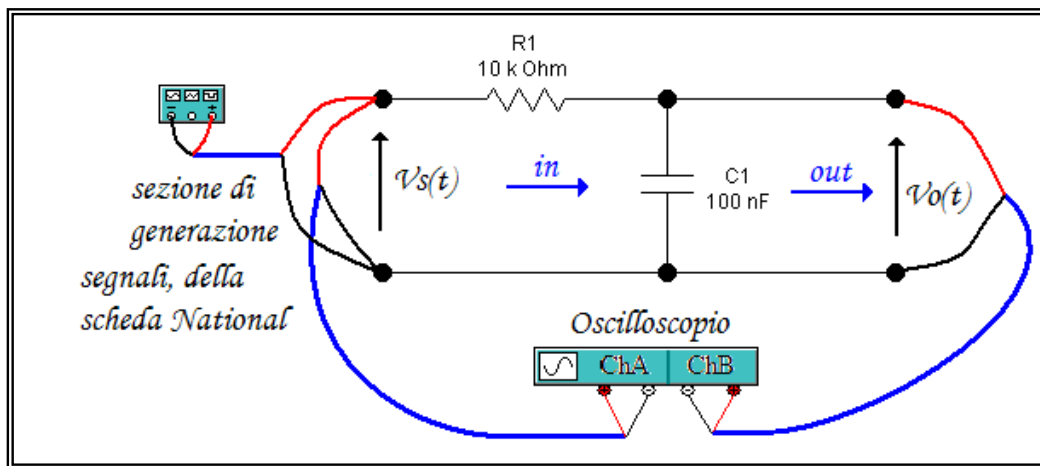 R1
10 k Ohm
Vs(t)
in
C1
100 nF
out
Vo(t)
sezione di
generazione
segnali, della
scheda National
Oscilloscopio
ChA ChB